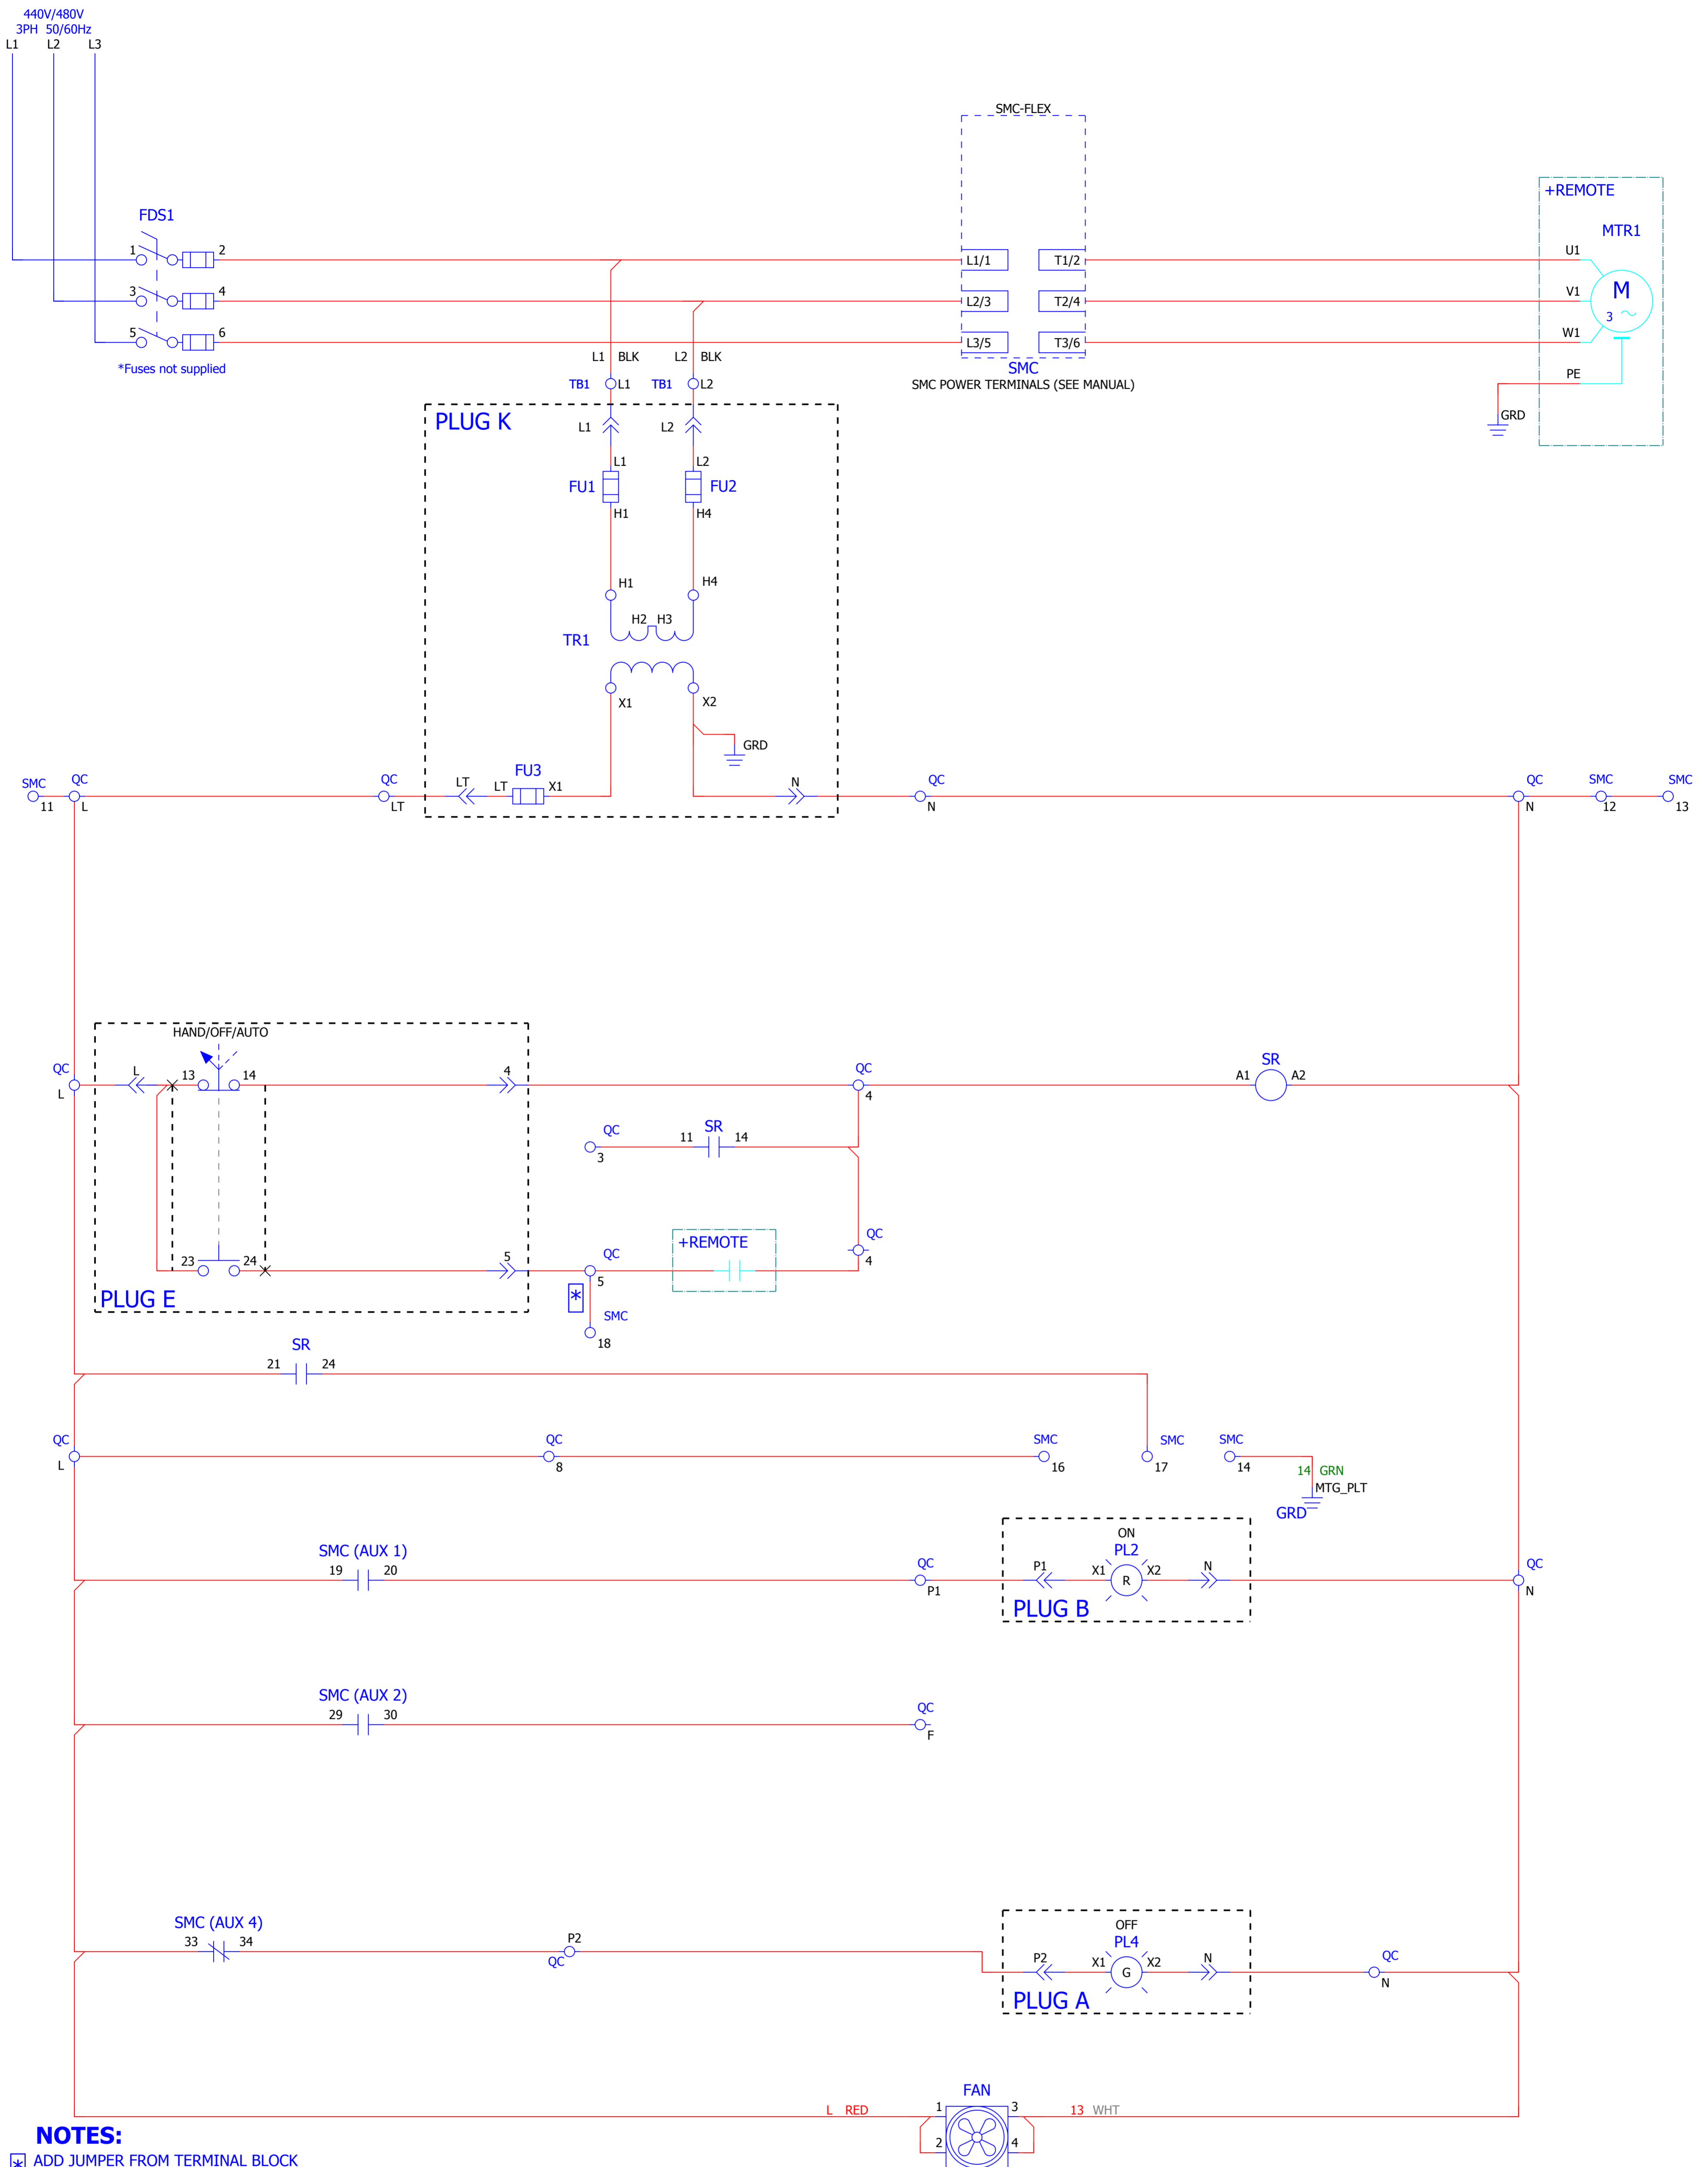 440V/480V
3PH 50/60Hz
L1 L2 L3
SMC-FLEX
+REMOTE
FDS1
MTR1
1 2 L1/1 T1/2 U1
3 4 L2/3 T2/4 V1 M
3
5 6 L3/5 T3/6 W1
*Fuses not supplied
L1 BLK L2 BLK
SMC
PE
TB1 L1 TB1 L2
SMC POWER TERMINALS (SEE MANUAL)
PLUG K
L1 L2
GRD
L1 L2
FU1 FU2
H1 H4
H1 H4
H2 H3
TR1
X1 X2
GRD
SMC QC QC LT LT FU3 X1 N QC QC SMC SMC
11 L LT N N 12 13
HAND/OFF/AUTO
QC L 13 14 4 QC SR
L 4 A1 A2
QC 11 SR 14
3
+REMOTE
QC
4
23 24 5 QC
5
PLUG E
*
SMC
18
SR
21 24
QC QC SMC SMC SMC
L 8 16 17 14
14 GRN
MTG_PLT
GRD
ON
SMC (AUX 1)
PL2
19 20 QC P1 X1 R X2 N QC
P1 N
PLUG B
SMC (AUX 2)
29 30 QC
F
SMC (AUX 4)
OFF
33 34 P2
QC
PL4
P2 X1 G X2 N QC
N
PLUG A
FAN
L RED 1 3 13 WHT
2 4
NOTES:
* ADD JUMPER FROM TERMINAL BLOCK